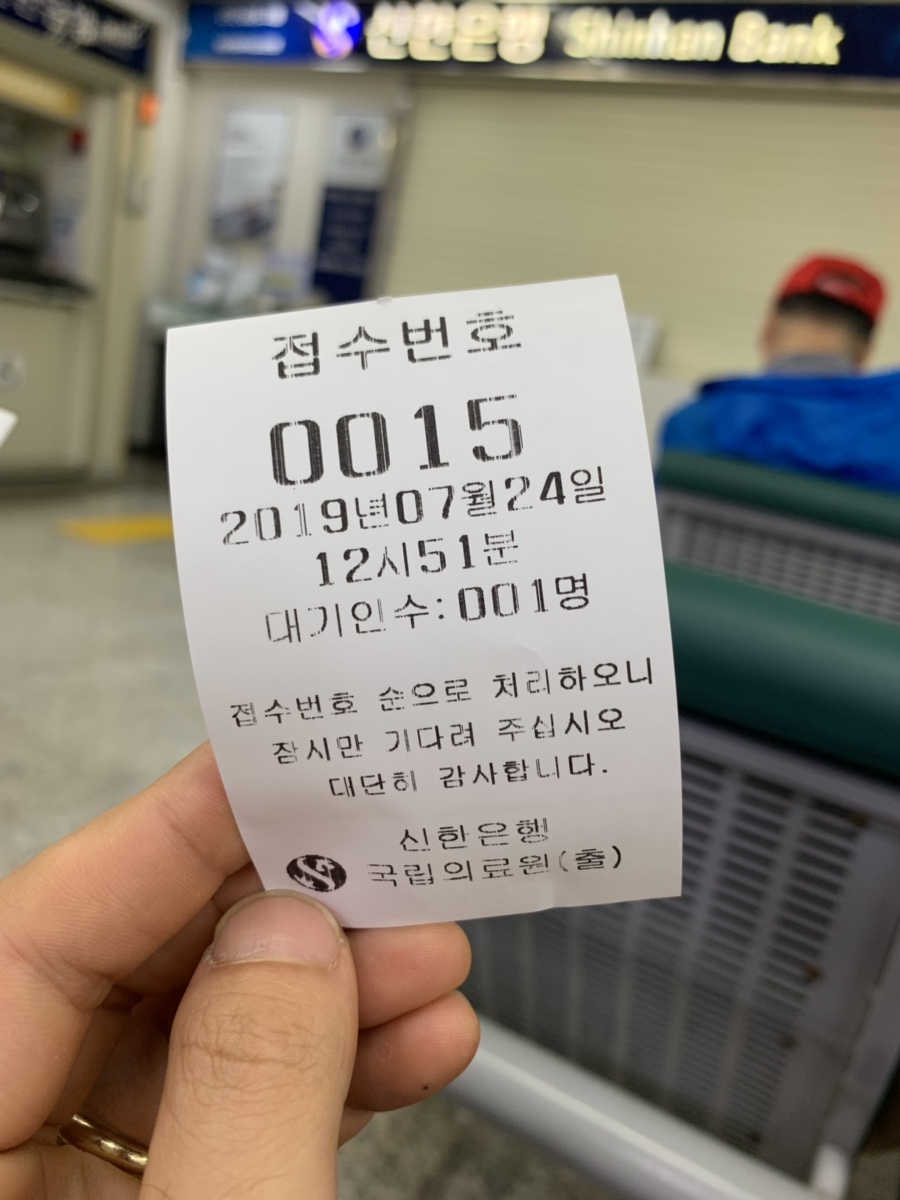 신한은행 Shinhan Bank
접수번호
0015
2019년07월24일
12시51분
대기인수:001명
접수번호 순으로 처리하오니
잠시만 기다려 주십시오
대단히 감사합니다.
신한은행
국립의료원(출)